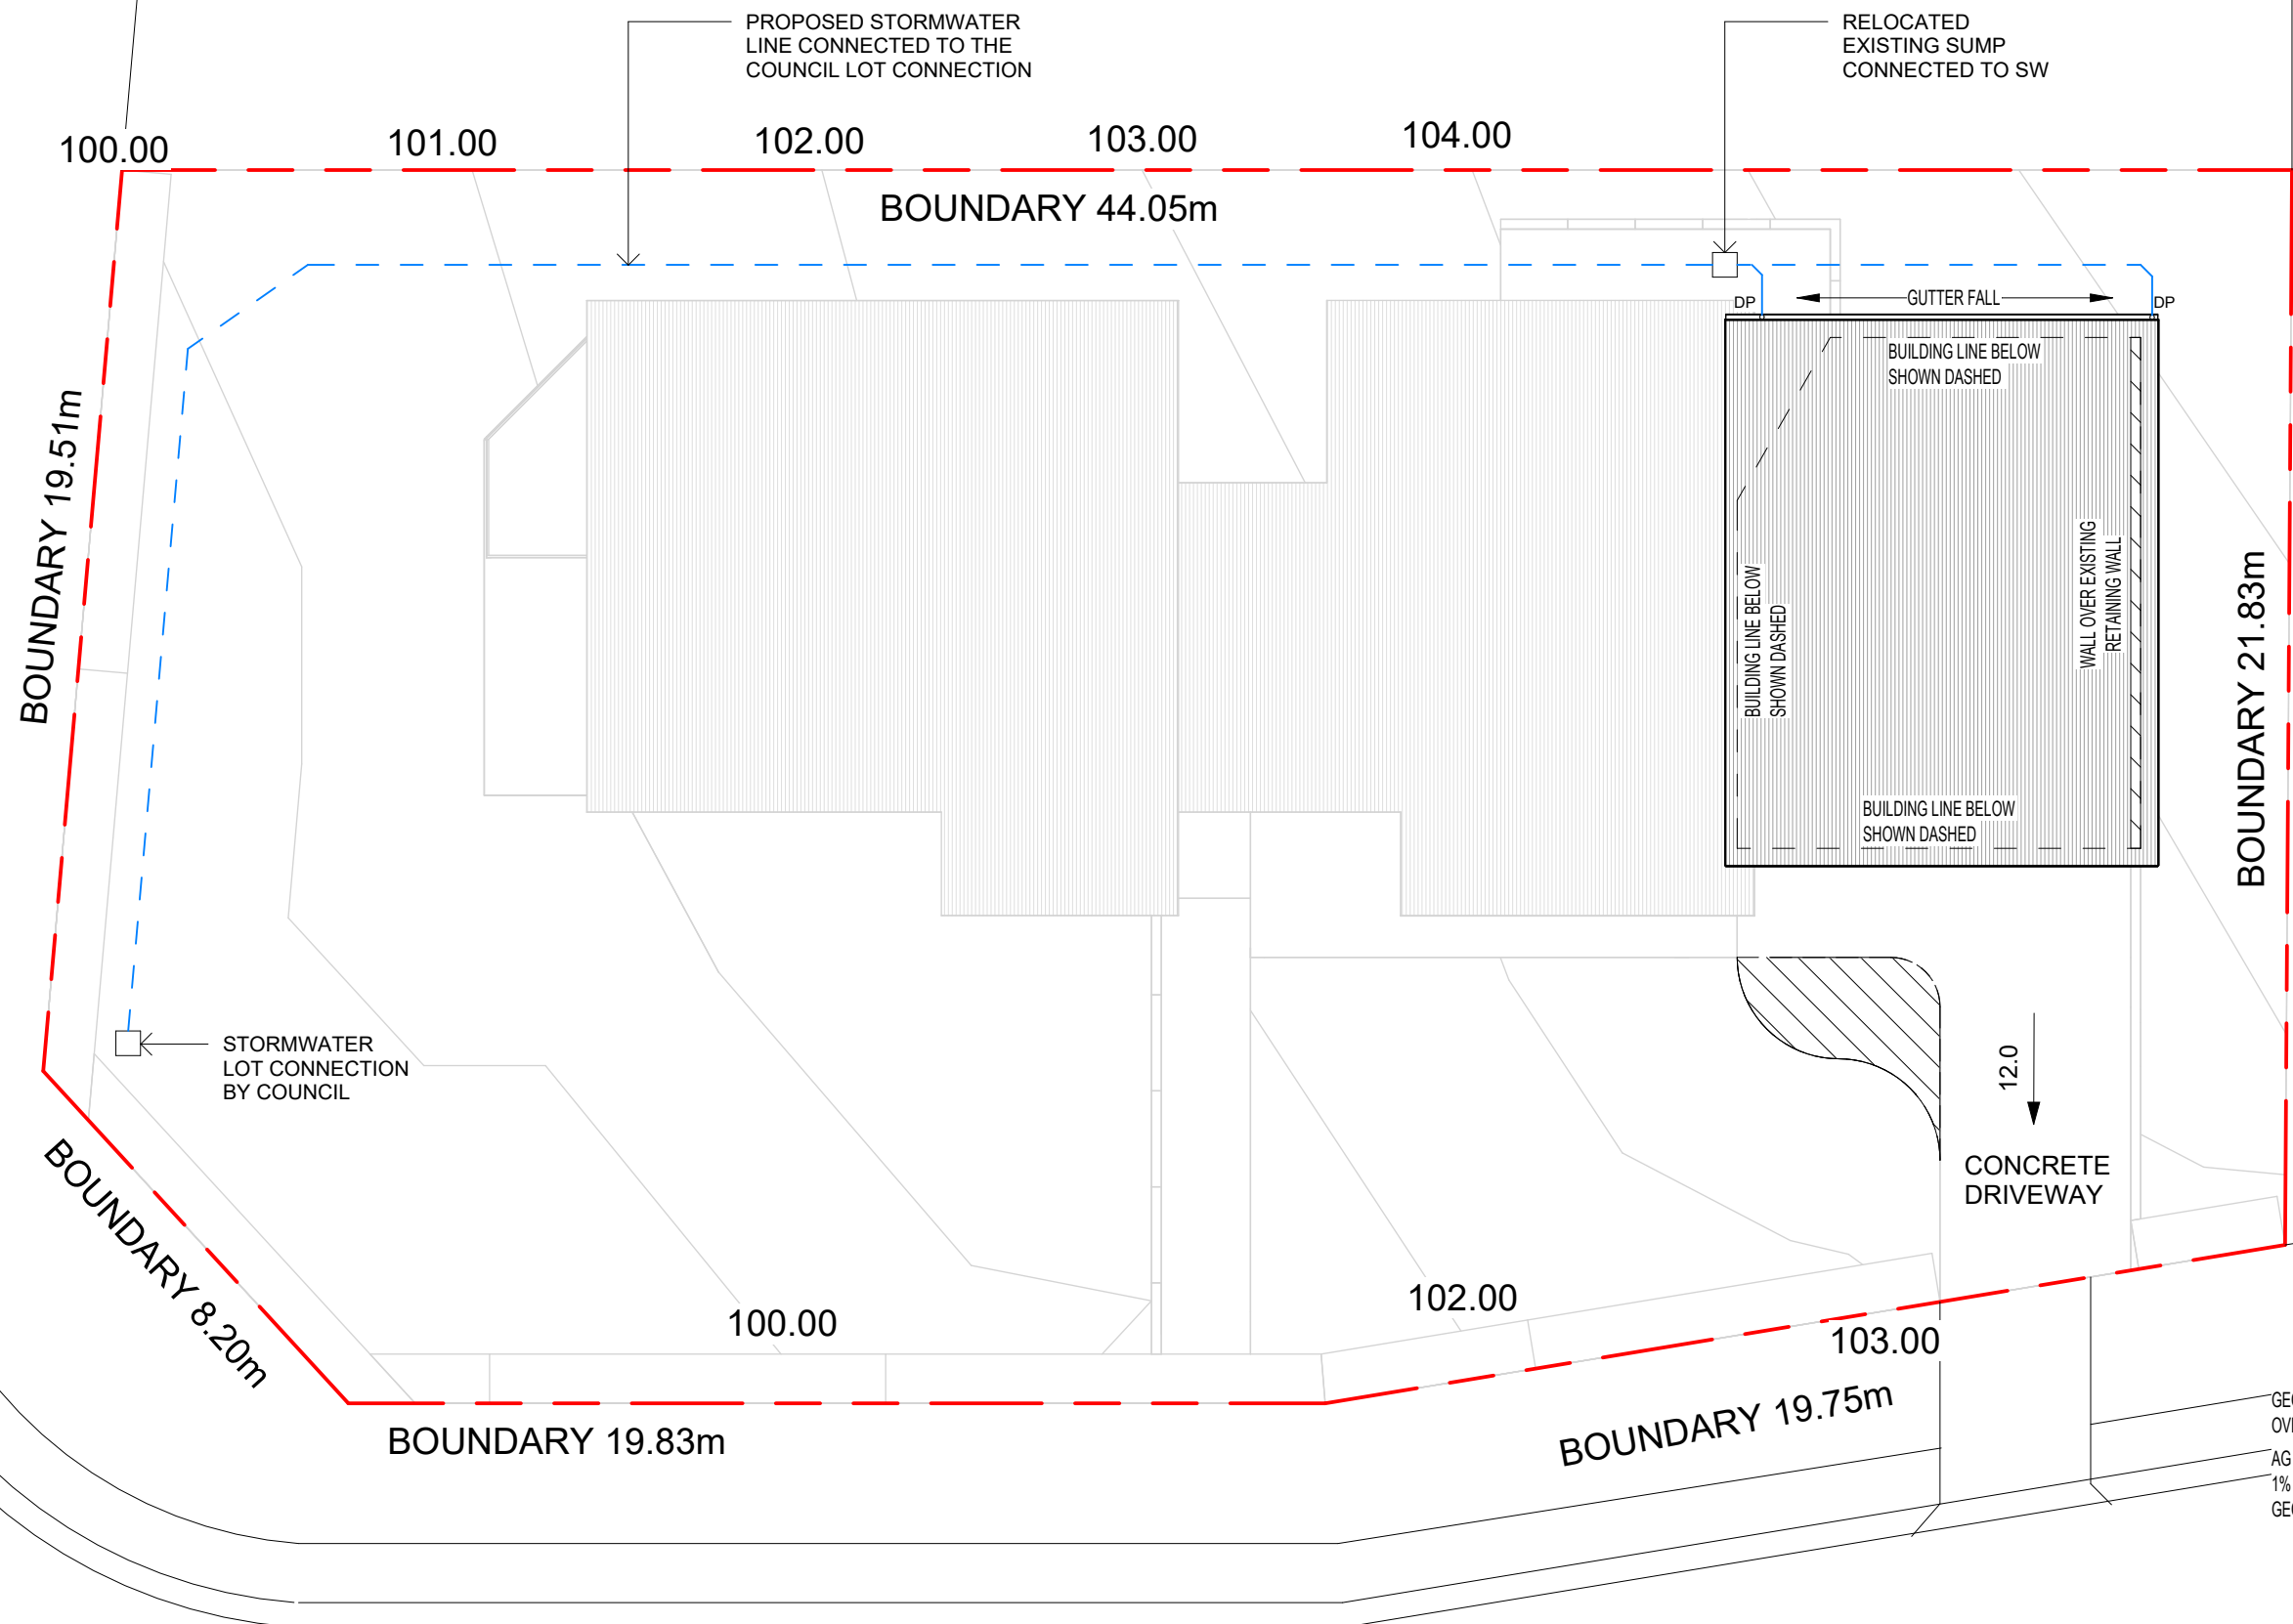 PROPOSED STORMWATER
LINE CONNECTED TO THE
COUNCIL LOT CONNECTION
RELOCATED
EXISTING SUMP
CONNECTED TO SW
100.00
101.00
102.00
103.00
104.00
BOUNDARY 44.05m
DP
GUTTER FALL
DP
BUILDING LINE BELOW
SHOWN DASHED
BOUNDARY 19.51m
BUILDING LINE BELOW
SHOWN DASHED
WALL OVER EXISTING
RETAINING WALL
BOUNDARY 21.83m
BUILDING LINE BELOW
SHOWN DASHED
STORMWATER
LOT CONNECTION
BY COUNCIL
12.0
CONCRETE
DRIVEWAY
BOUNDARY 8.20m
100.00
102.00
103.00
BOUNDARY 19.83m
BOUNDARY 19.75m
AG
1%